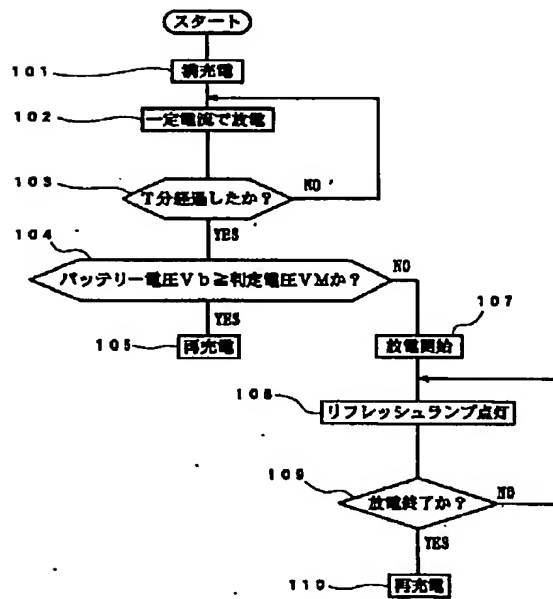 スタート
101
満充電
102
一定電流で放電
103
T分経過したか?
NO
YES
104
バッテリー電圧Vb≧判定電圧VMか?
NO
YES
105
再充電
107
放電開始
108
リフレッシュランプ点灯
109
放電終了か?
NO
YES
110
再充電